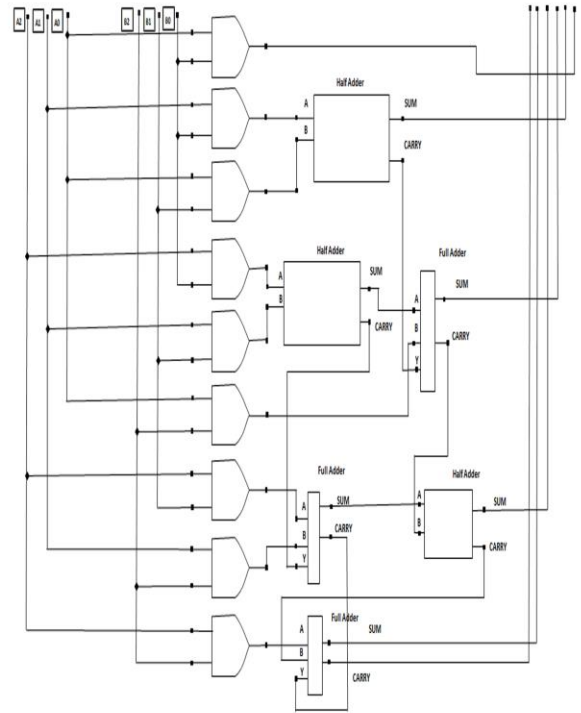 A2 A1 A0 B2 B1 B0
Half Adder
A SUM
B
CARRY
Half Adder Full Adder
A SUM SUM
B A
CARRY B CARRY
Y
Full Adder Half Adder
A SUM A SUM
B CARRY B
Y CARRY
Full Adder
A SUM
B
Y CARRY